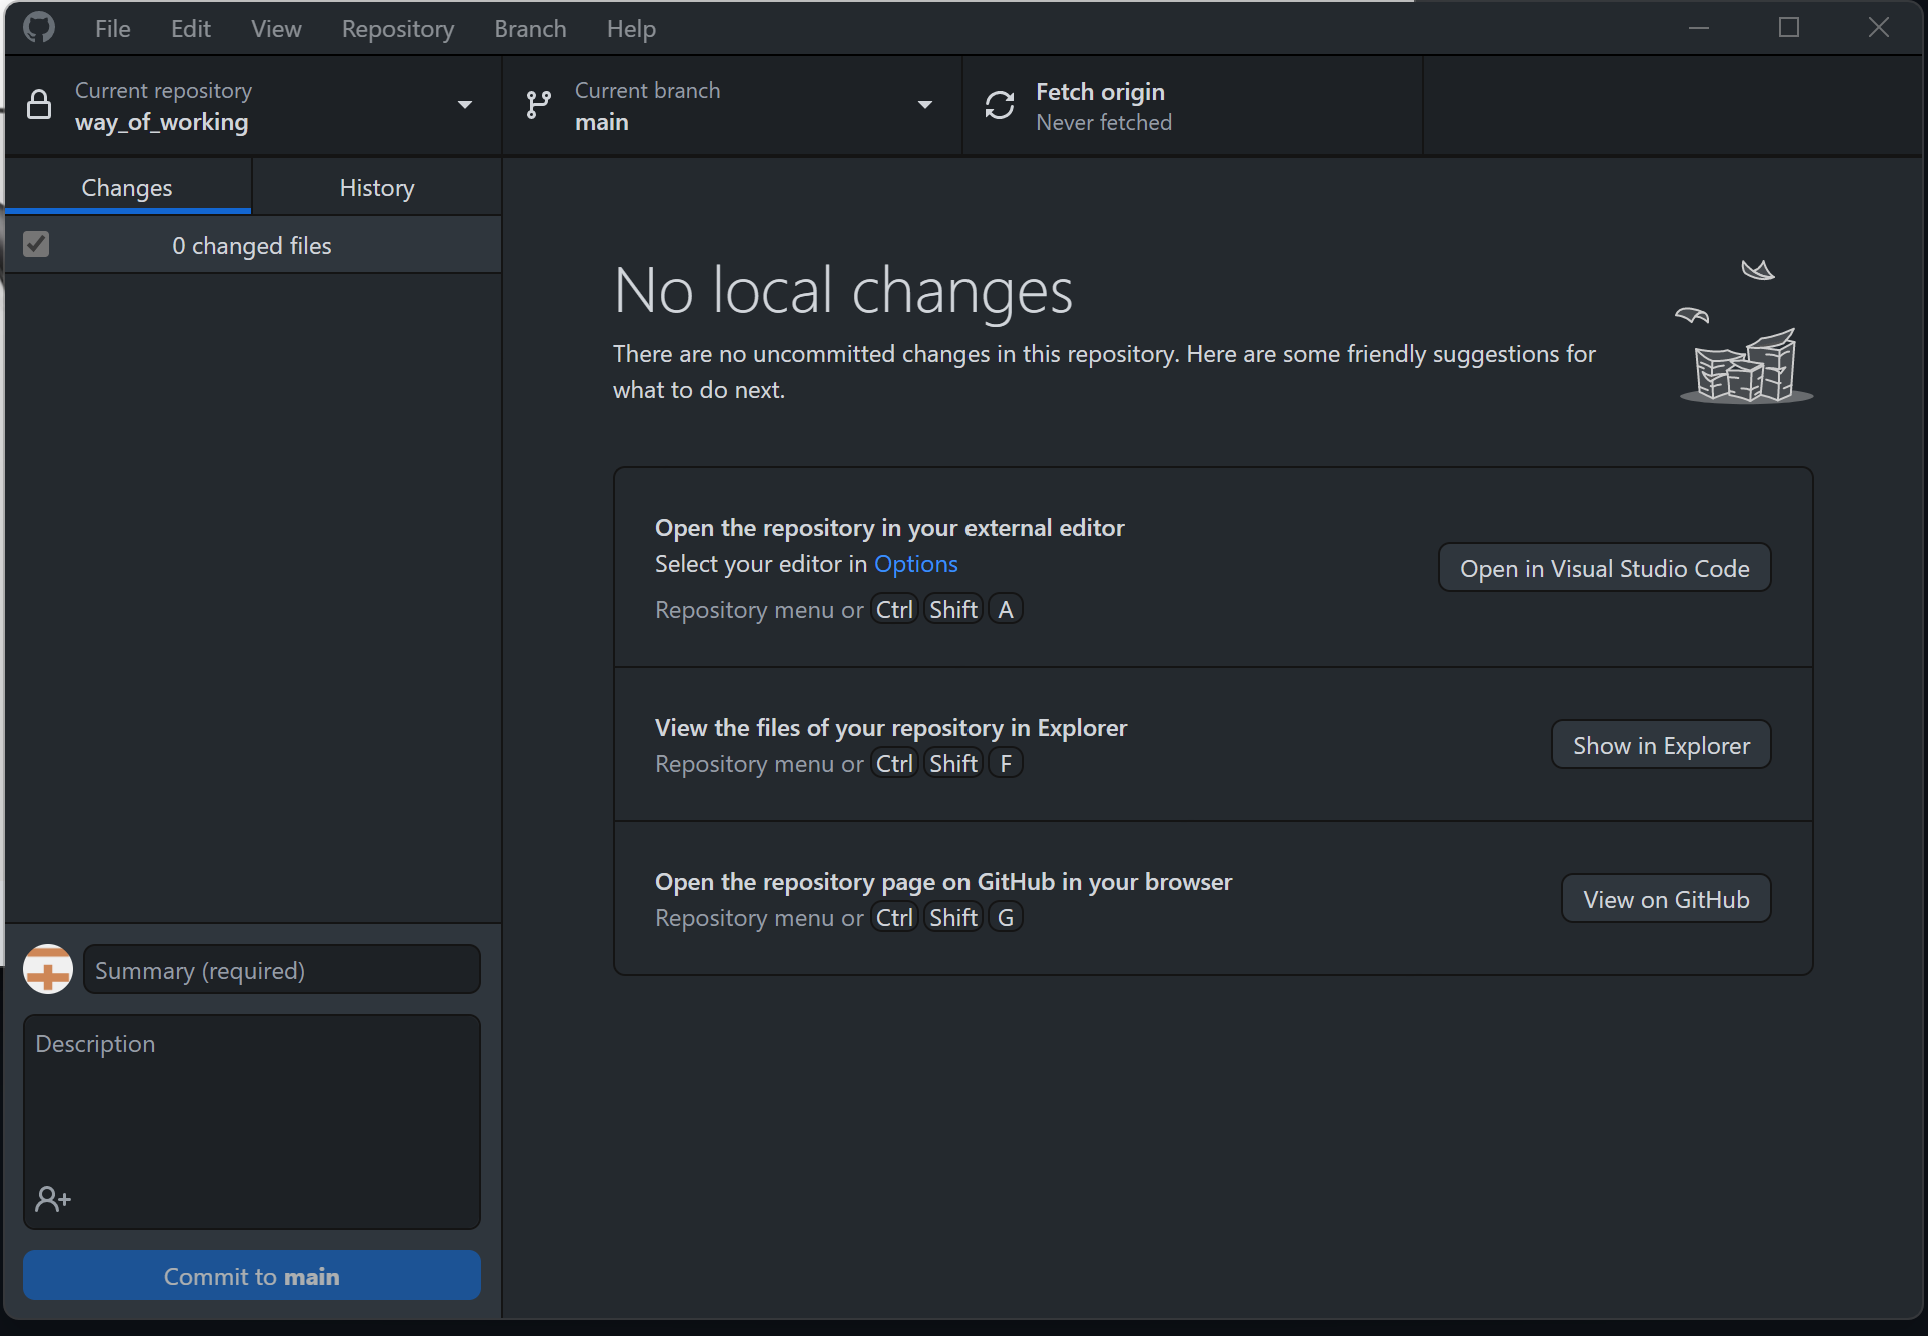 File Edit View Repository Branch Help
Current repository
way_of_working
Current branch
main
Fetch origin
Never fetched
Changes
History
0 changed files
No local changes
There are no uncommitted changes in this repository. Here are some friendly suggestions for
what to do next.
Open the repository in your external editor
Select your editor in Options
Repository menu or Ctrl Shift A
Open in Visual Studio Code
View the files of your repository in Explorer
Repository menu or Ctrl Shift F
Show in Explorer
Open the repository page on GitHub in your browser
Repository menu or Ctrl Shift G
View on GitHub
Summary (required)
Description
Commit to main